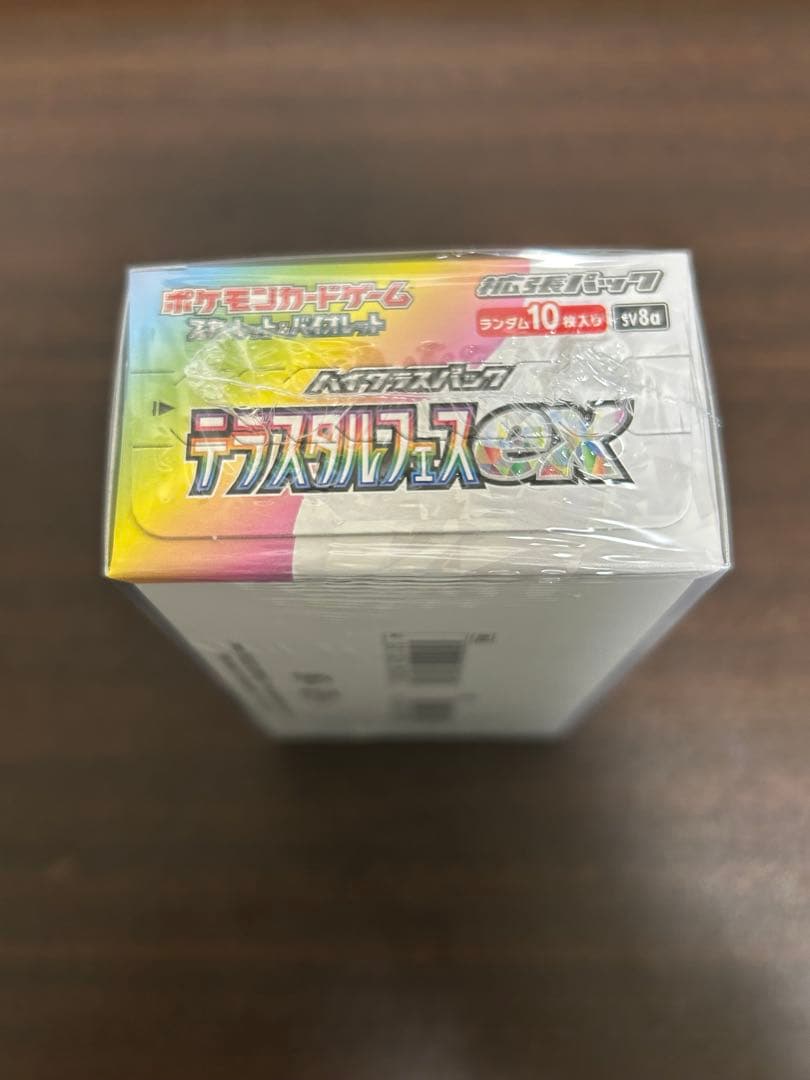 ポケモンカードゲーム
拡張パック
スカーレット&バイオレット
ランダム10枚入り
sv8a
ハイクラスパック
テラスタルフェスex